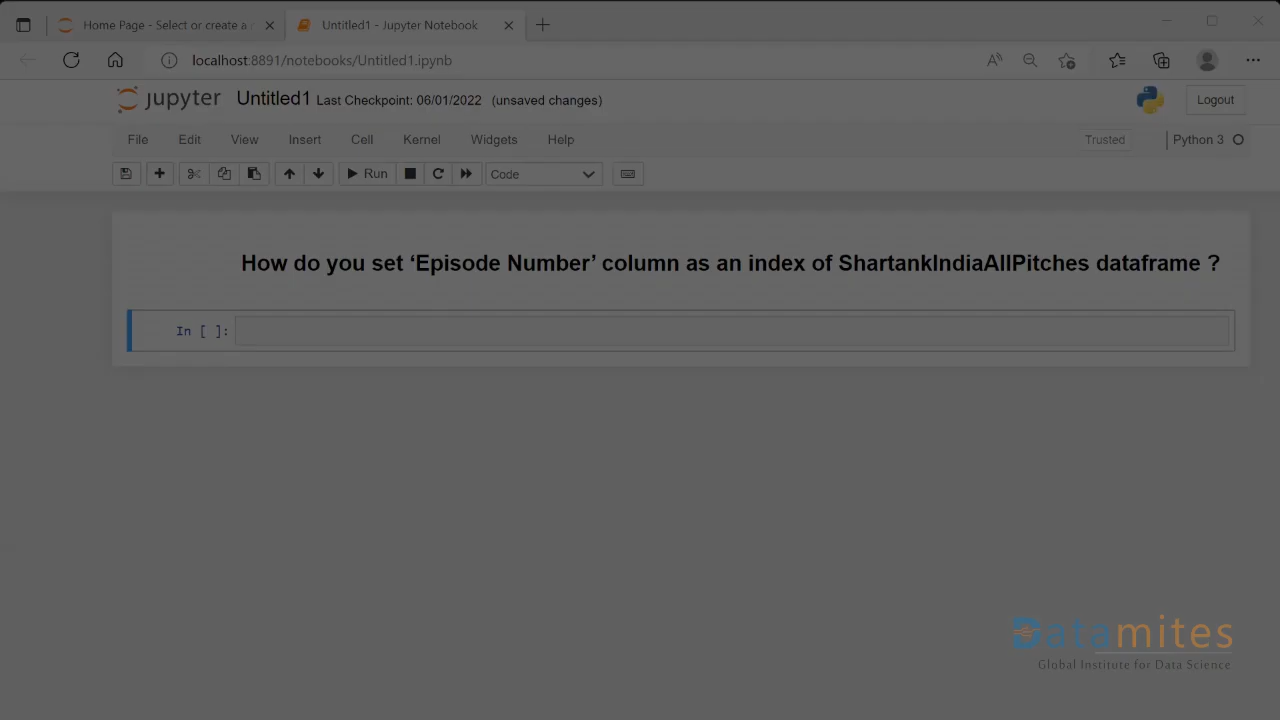 Home Page - Select or create a n
Untitled1 - Jupyter Notebook
localhost:8891/notebooks/Untitled1.ipynb
jupyter Untitled1 Last Checkpoint: 06/01/2022 (unsaved changes)
Logout
File Edit View Insert Cell Kernel Widgets Help
Trusted
Python 3
Run
Code
How do you set ‘Episode Number’ column as an index of ShartankIndiaAllPitches dataframe ?
In [ ]:
Datamites
Global Institute for Data Science